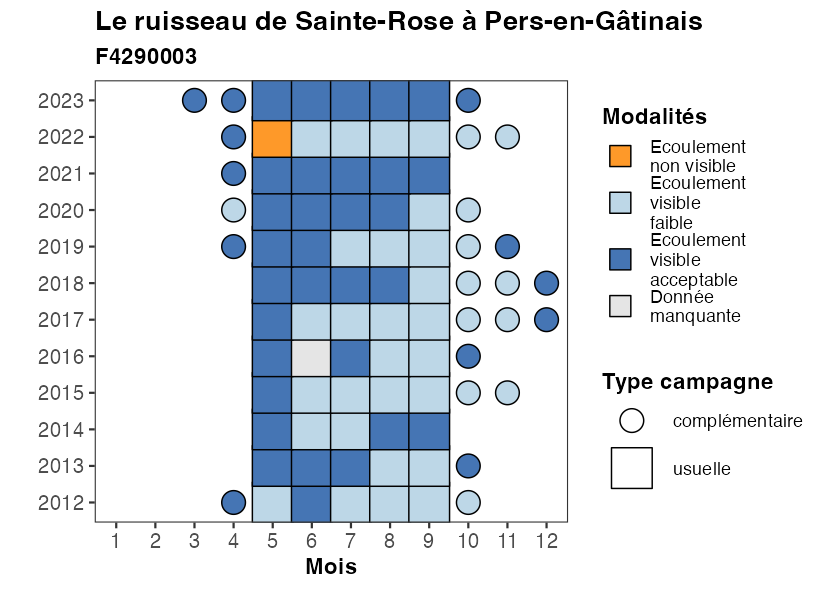 Le ruisseau de Sainte-Rose à Pers-en-Gâtinais
F4290003
2023
2022
2021
2020
2019
2018
2017
2016
2015
2014
2013
2012
1 2 3 4 5 6 7 8 9 10 11 12
Mois
Modalités
Ecoulement
non visible
Ecoulement
visible
faible
Ecoulement
visible
acceptable
Donnée
manquante
Type campagne
complémentaire
usuelle